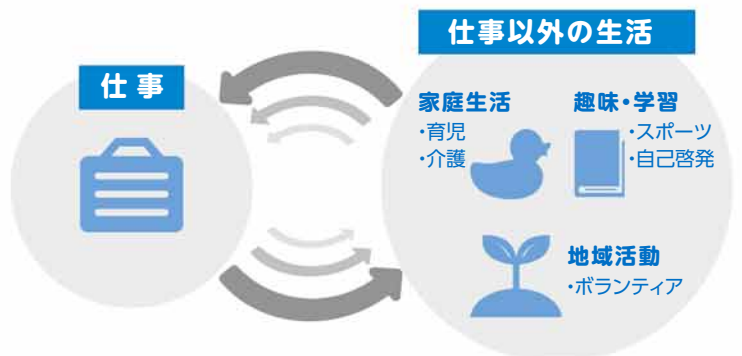 仕事以外の生活
仕事
家庭生活
・育児
・介護
趣味・学習
・スポーツ
・自己啓発
地域活動
・ボランティア